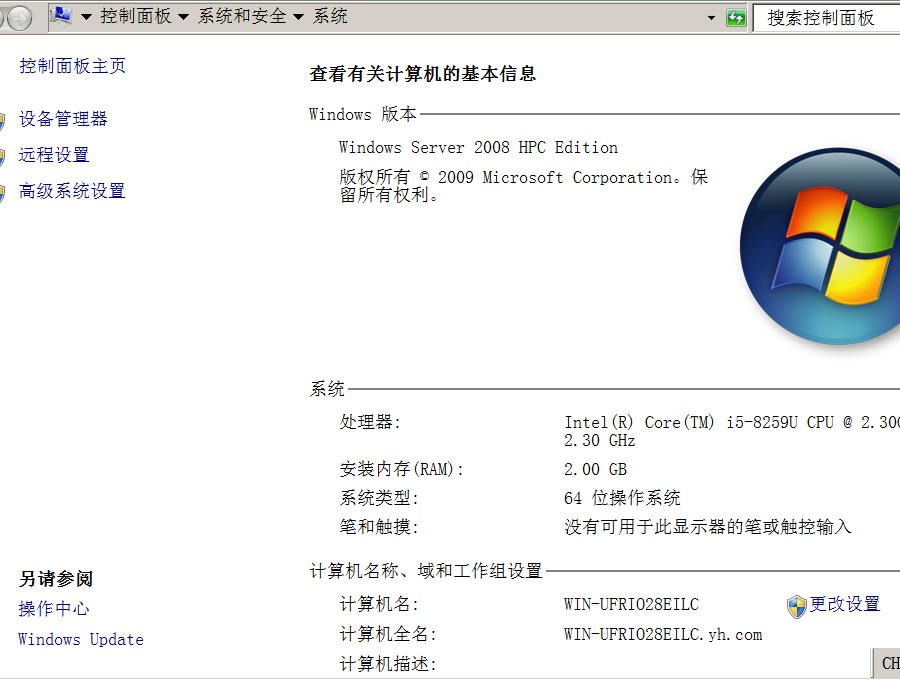 控制面板 系统和安全 系统
搜索控制面板
控制面板主页
设备管理器
远程设置
高级系统设置
查看有关计算机的基本信息
Windows 版本
Windows Server 2008 HPC Edition
版权所有 © 2009 Microsoft Corporation。保
留所有权利。
系统
处理器: Intel(R) Core(TM) i5-8259U CPU @ 2.30G
2.30 GHz
安装内存(RAM): 2.00 GB
系统类型: 64 位操作系统
笔和触摸: 没有可用于此显示器的笔或触控输入
计算机名称、域和工作组设置
计算机名: WIN-UFRIO28EILC 更改设置
计算机全名: WIN-UFRIO28EILC.yh.com
计算机描述:
另请参阅
操作中心
Windows Update
CH